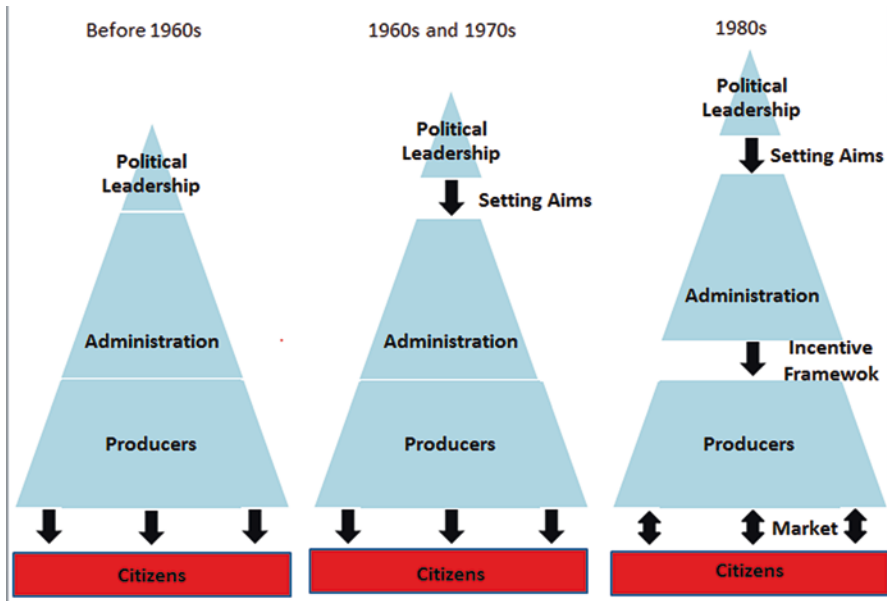 Before 1960s
Political
Leadership
Administration
Producers
Citizens
1960s and 1970s
Political
Leadership
Setting Aims
Administration
Producers
Citizens
1980s
Political
Leadership
Setting Aims
Administration
Incentive
Framewok
Producers
Market
Citizens